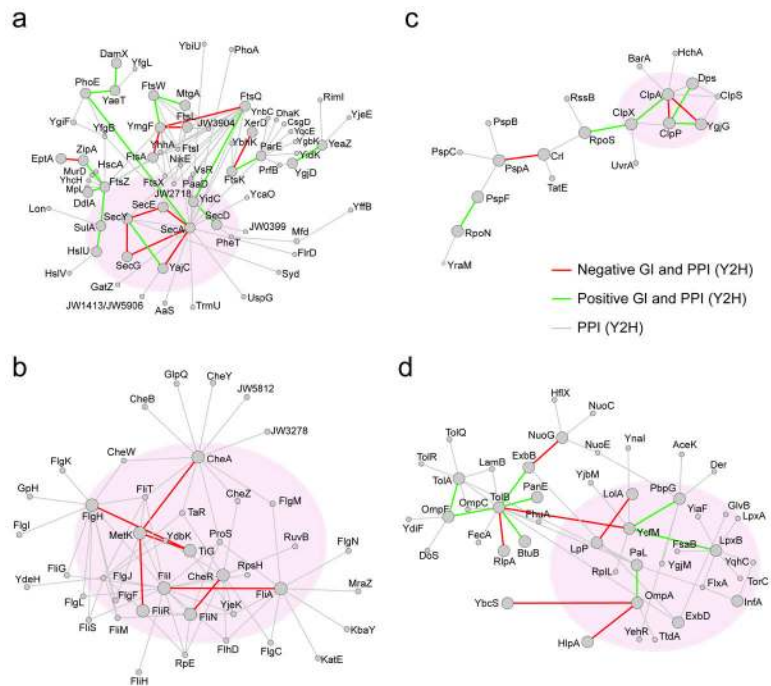 a
DamX
YfgL
PhoE
YaeT
YgiF
YfgB
YbiU
PhoA
FtsW
MtgA
FtsL
YmgF
JW3904
FtsQ
YnbC
DhaK
CsgD
RimI
YjeE
XerD
YbhK
YqcE
YgbK
YeaZ
YidK
YhhA
FtsI
FtsA
NikE
ParE
PrfB
YgjD
FtsK
EptA
ZipA
MurD
HscA
YhcH
MpL
FtsZ
DdlA
FtsX
VsR
PaaD
JW2718
YidC
YcaO
SecE
SecY
SecD
SecA
JW0399
YffB
PheT
Mfd
FlrD
Lon
SulA
HslU
HslV
SecG
YajC
GatZ
Syd
UspG
TrmU
AaS
JW1413/JW5906
c
BarA
HchA
ClpA
Dps
ClpS
RssB
ClpX
ClpP
YgjG
RpoS
UvrA
PspB
PspC
PspA
Crl
TatE
PspF
RpoN
YraM
Negative GI and PPI (Y2H)
Positive GI and PPI (Y2H)
PPI (Y2H)
b
GlpQ
CheY
CheB
JW5812
JW3278
CheW
CheA
FlgK
GpH
FliT
CheZ
FlgM
TaR
FlgI
FlgH
MetK
YdbK
ProS
RuvB
TiG
RpsH
FlgN
FliG
YdeH
FlgJ
FliI
CheR
MraZ
FliA
FlgL
FlgF
YjeK
FliS
FliR
FliN
KbaY
FliM
FlhD
FlgC
RpE
KatE
FliH
d
HflX
NuoC
NuoG
TolQ
TolR
NuoE
YnaI
AceK
LamB
ExbB
TolA
PanE
YjbM
PbpG
Der
OmpC
TolB
LolA
OmpF
YiaF
GlvB
LpxA
PhuA
YcfM
YdiF
FsaB
LpxB
FecA
BtuB
LpP
DoS
RlpA
PaL
YqhC
YgjM
RplL
FlxA
TorC
OmpA
InfA
YbcS
ExbD
TtdA
YehR
HlpA